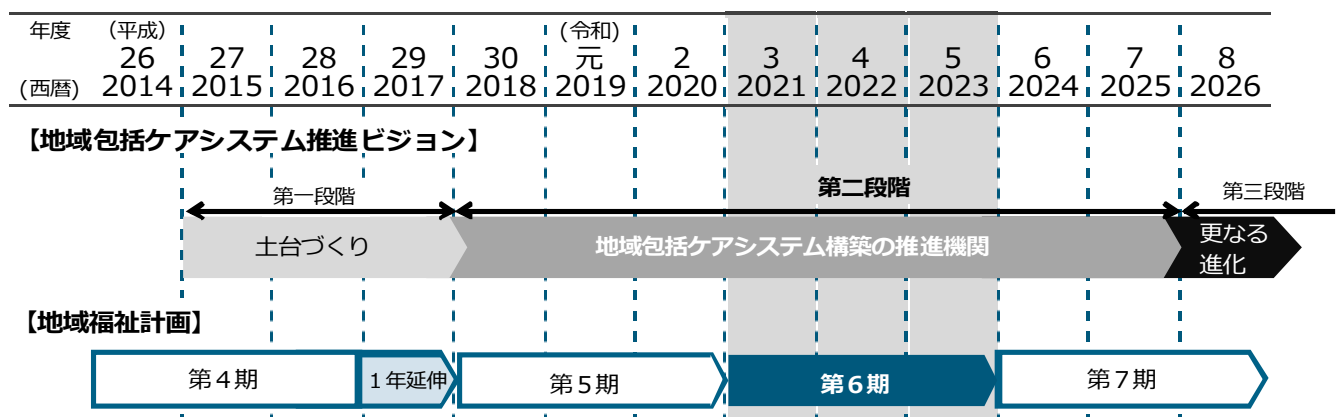 年度 (平成) (令和)
26 27 28 29 30 元 2 3 4 5 6 7 8
(西暦) 2014 2015 2016 2017 2018 2019 2020 2021 2022 2023 2024 2025 2026
【地域包括ケアシステム推進ビジョン】
第一段階 第二段階 第三段階
土台づくり 地域包括ケアシステム構築の推進機関 更なる
進化
【地域福祉計画】
第4期 1年延伸 第5期 第6期 第7期